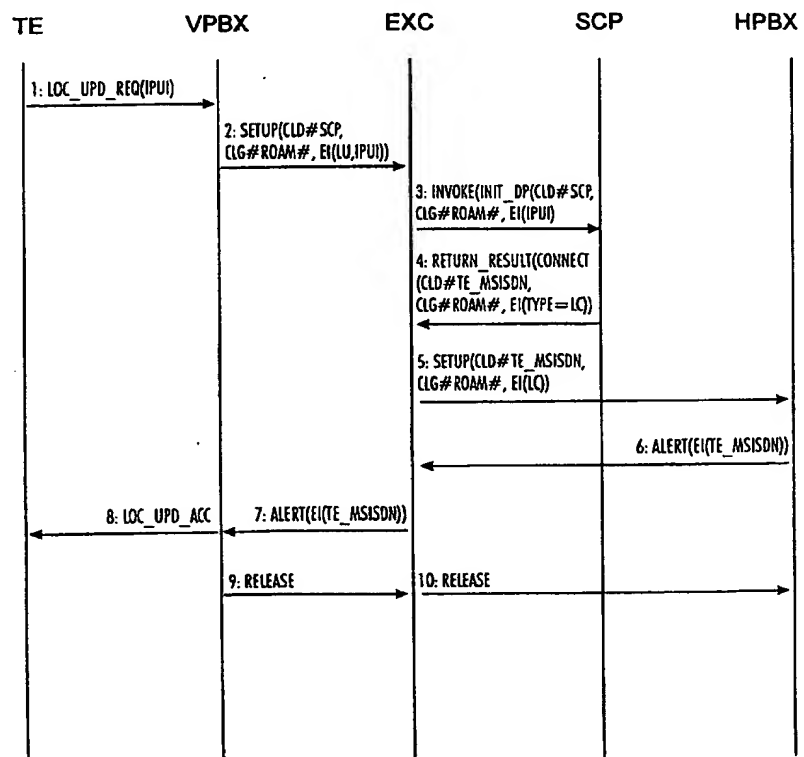 TE VPBX EXC SCP HPBX
1: LOC_UPD_REQ(IPUI)
2: SETUP(CLD#SCP,
CLG#ROAM#, EI(LU,IPUI))
3: INVOKE(INIT_DP(CLD#SCP,
CLG#ROAM#, EI(IPUI)
4: RETURN_RESULT(CONNECT
(CLD#TE_MSISDN,
CLG#ROAM#, EI(TYPE=LC))
5: SETUP(CLD#TE_MSISDN,
CLG#ROAM#, EI(LC))
6: ALERT(EI(TE_MSISDN))
8: LOC_UPD_ACC 7: ALERT(EI(TE_MSISDN))
9: RELEASE 10: RELEASE